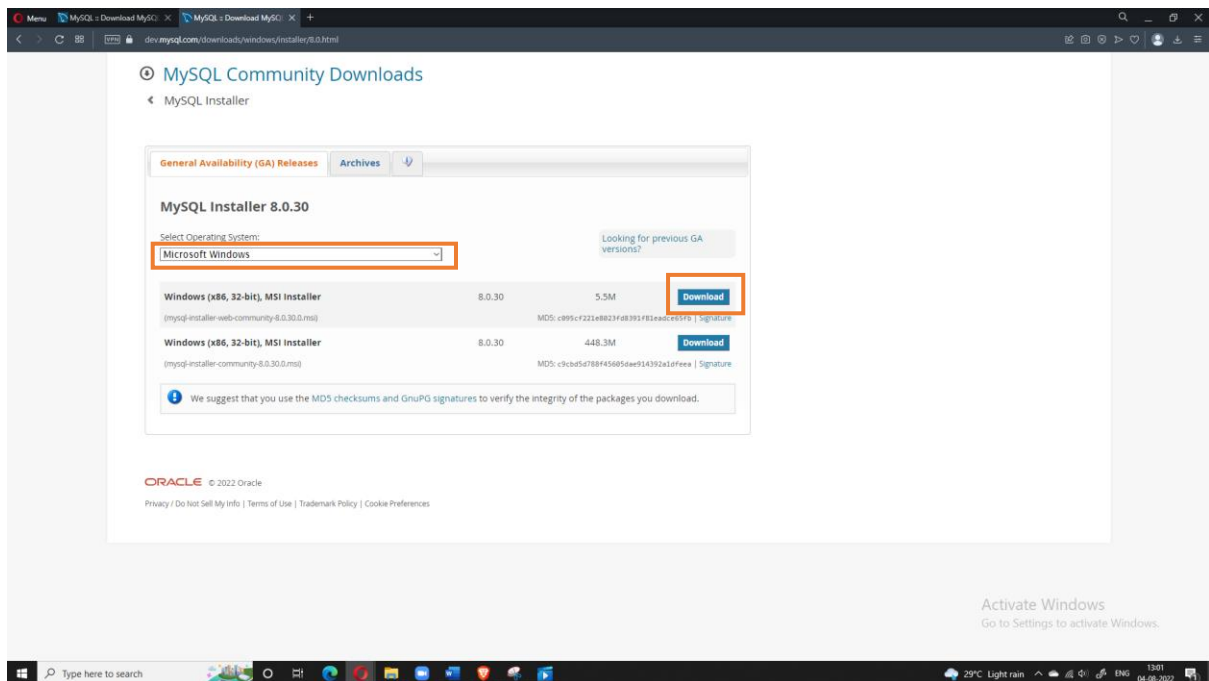 Menu
MySQL :: Download MySQ
MySQL :: Download MySQ
VPN
dev.mysql.com/downloads/windows/installer/8.0.html
MySQL Community Downloads
MySQL Installer
General Availability (GA) Releases
Archives
MySQL Installer 8.0.30
Select Operating System:
Looking for previous GA
versions?
Microsoft Windows
Windows (x86, 32-bit), MSI Installer 8.0.30 5.5M Download
(mysql-installer-web-community-8.0.30.0.msi) MD5: | Signature
Windows (x86, 32-bit), MSI Installer 8.0.30 448.3M Download
(mysql-installer-community-8.0.30.0.msi) MD5: | Signature
We suggest that you use the MD5 checksums and GnuPG signatures to verify the integrity of the packages you download.
ORACLE © 2022 Oracle
Privacy / Do Not Sell My Info | Terms of Use | Trademark Policy | Cookie Preferences
Activate Windows
Go to Settings to activate Windows.
Type here to search
29°C Light rain
ENG
13:01
04-08-2022